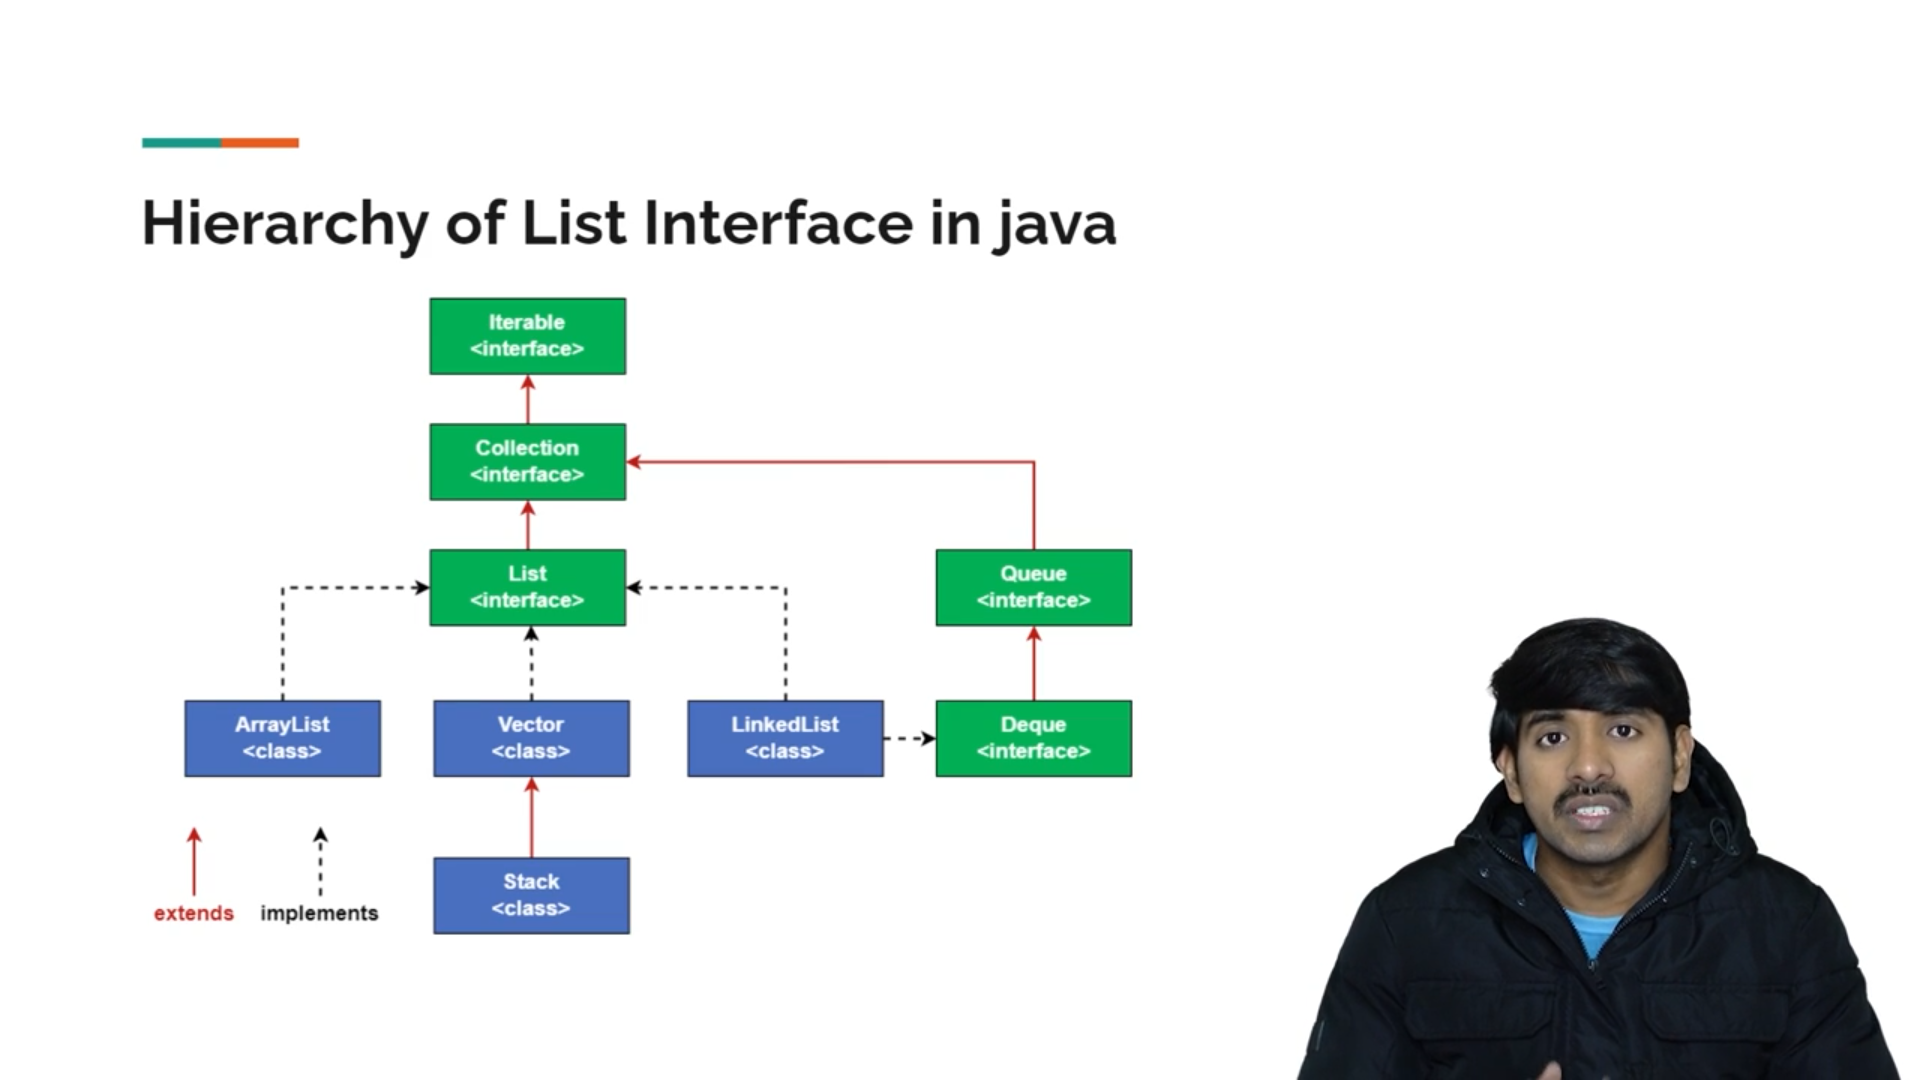 Hierarchy of List Interface in java
Iterable
<interface>
Collection
<interface>
List
<interface>
Queue
<interface>
ArrayList
<class>
Vector
<class>
LinkedList
<class>
Deque
<interface>
extends
implements
Stack
<class>